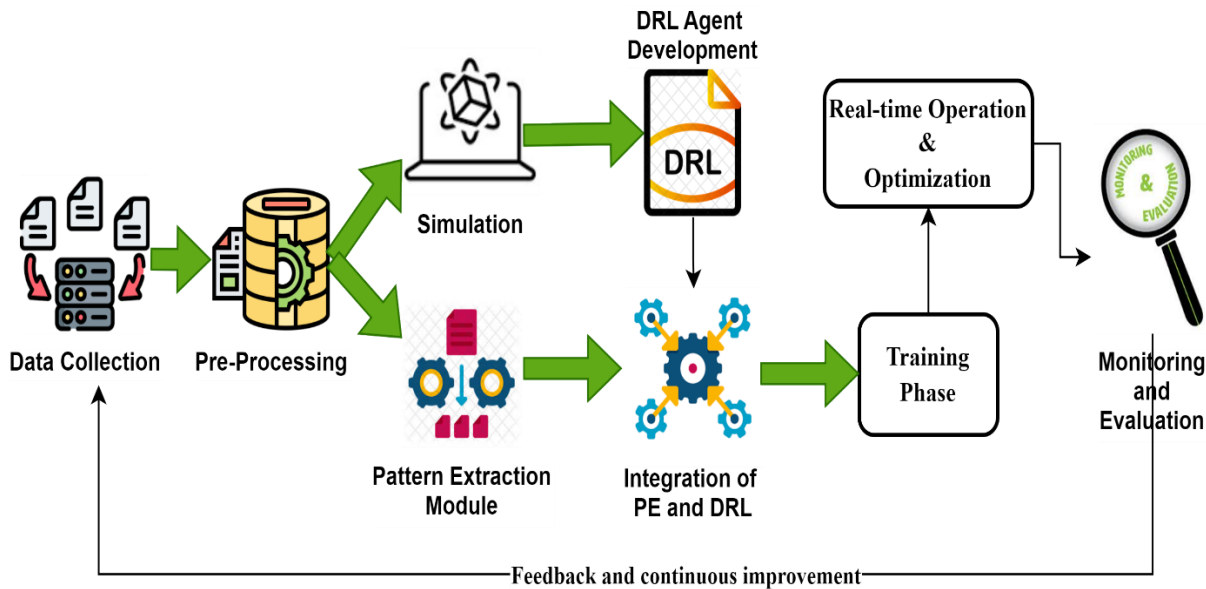 DRL Agent
Development
DRL
Simulation
Real-time Operation
&
Optimization
MONITORING
&
EVALUATION
Data Collection
Pre-Processing
Training
Phase
Monitoring
and
Evaluation
Pattern Extraction
Module
Integration of
PE and DRL
Feedback and continuous improvement